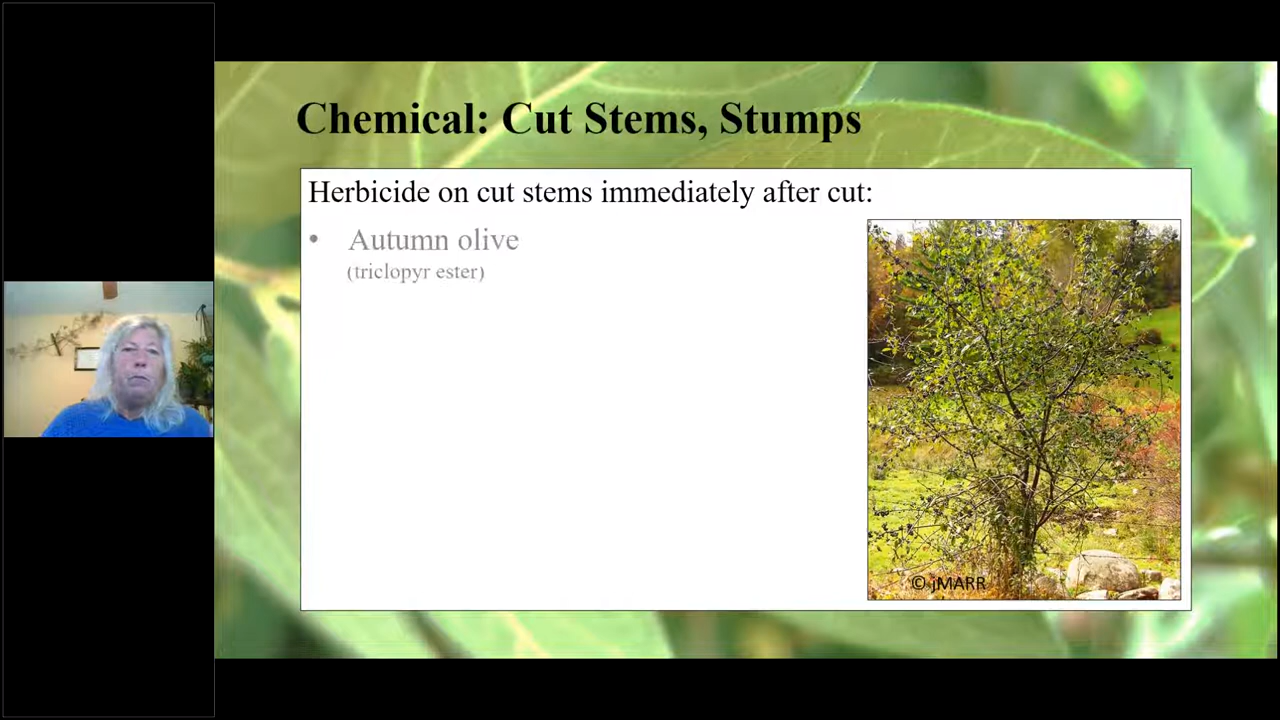 Chemical: Cut Stems, Stumps
Herbicide on cut stems immediately after cut:
• Autumn olive
(triclopyr ester)
© jMARR